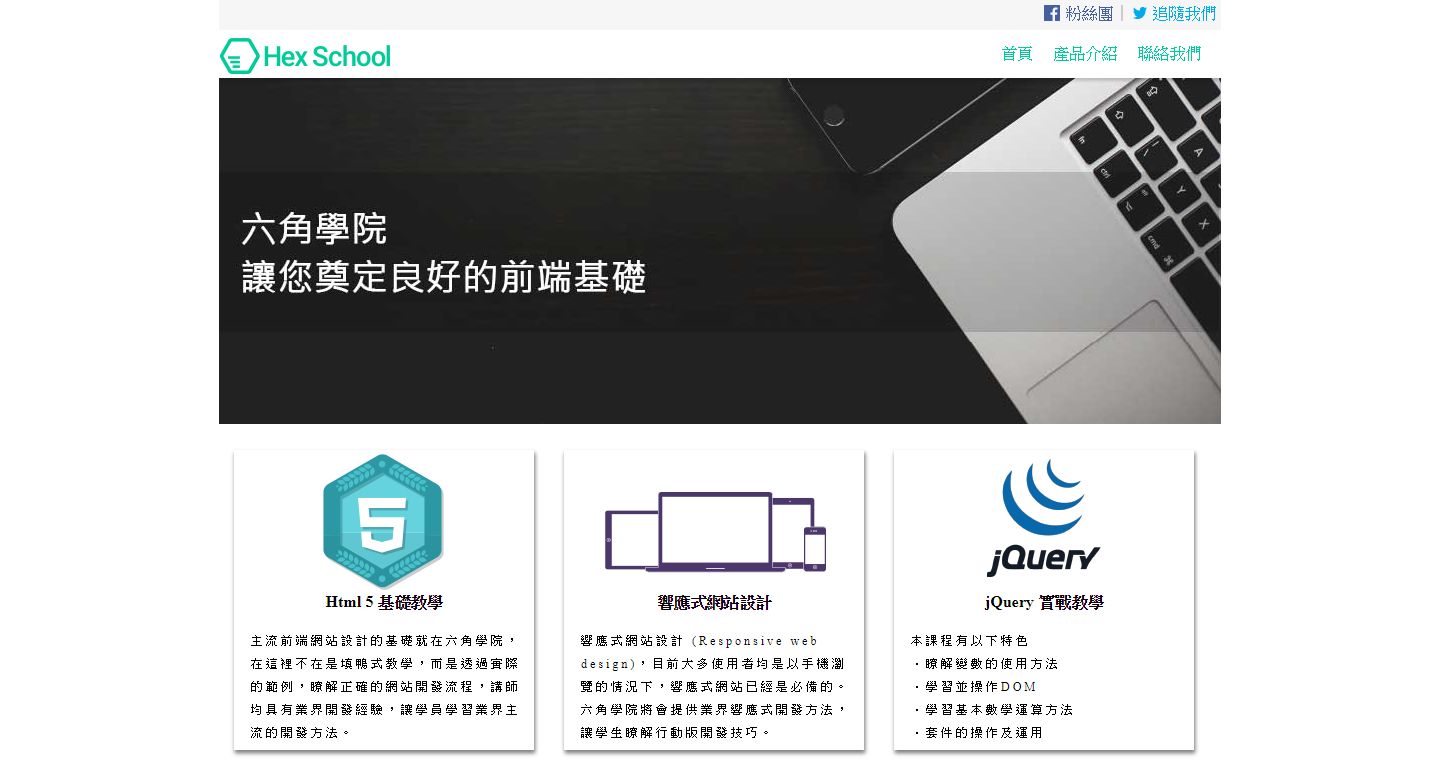 粉絲團 | 追隨我們
Hex School
首頁 產品介紹 聯絡我們
六角學院
讓您奠定良好的前端基礎
fn
ctrl
alt
cmd
⌘
A
Y
X
5
Html 5 基礎教學
主流前端網站設計的基礎就在六角學院，
在這裡不在是填鴨式教學，而是透過實際
的範例，瞭解正確的網站開發流程，講師
均具有業界開發經驗，讓學員學習業界主
流的開發方法。
響應式網站設計
響應式網站設計 (Responsive web
design)，目前大多使用者均是以手機瀏
覽的情況下，響應式網站已經是必備的。
六角學院將會提供業界響應式開發方法，
讓學生瞭解行動版開發技巧。
jQuery
jQuery 實戰教學
本課程有以下特色
・瞭解變數的使用方法
・學習並操作DOM
・學習基本數學運算方法
・套件的操作及運用